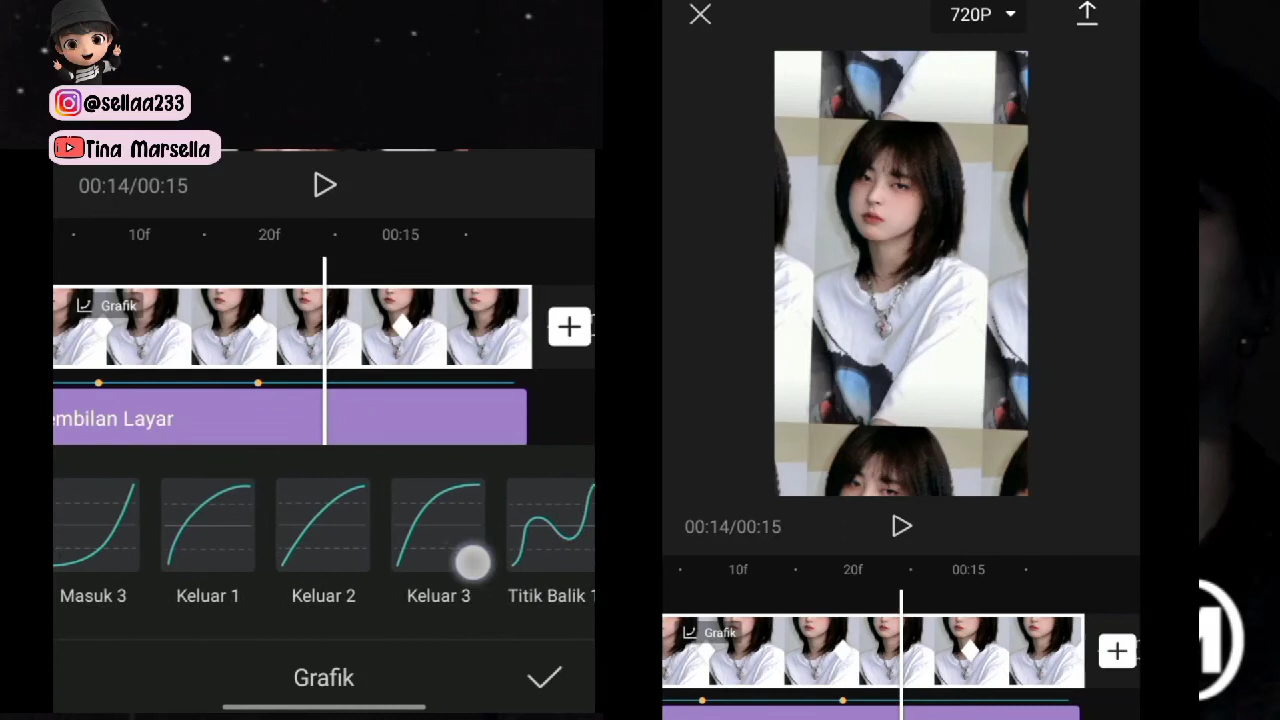 @sellaa233
Tina Marsella
00:14/00:15
10f
20f
00:15
Grafik
embilan Layar
Masuk 3
Keluar 1
Keluar 2
Keluar 3
Titik Balik 1
Grafik
720P
00:14/00:15
10f
20f
00:15
Grafik